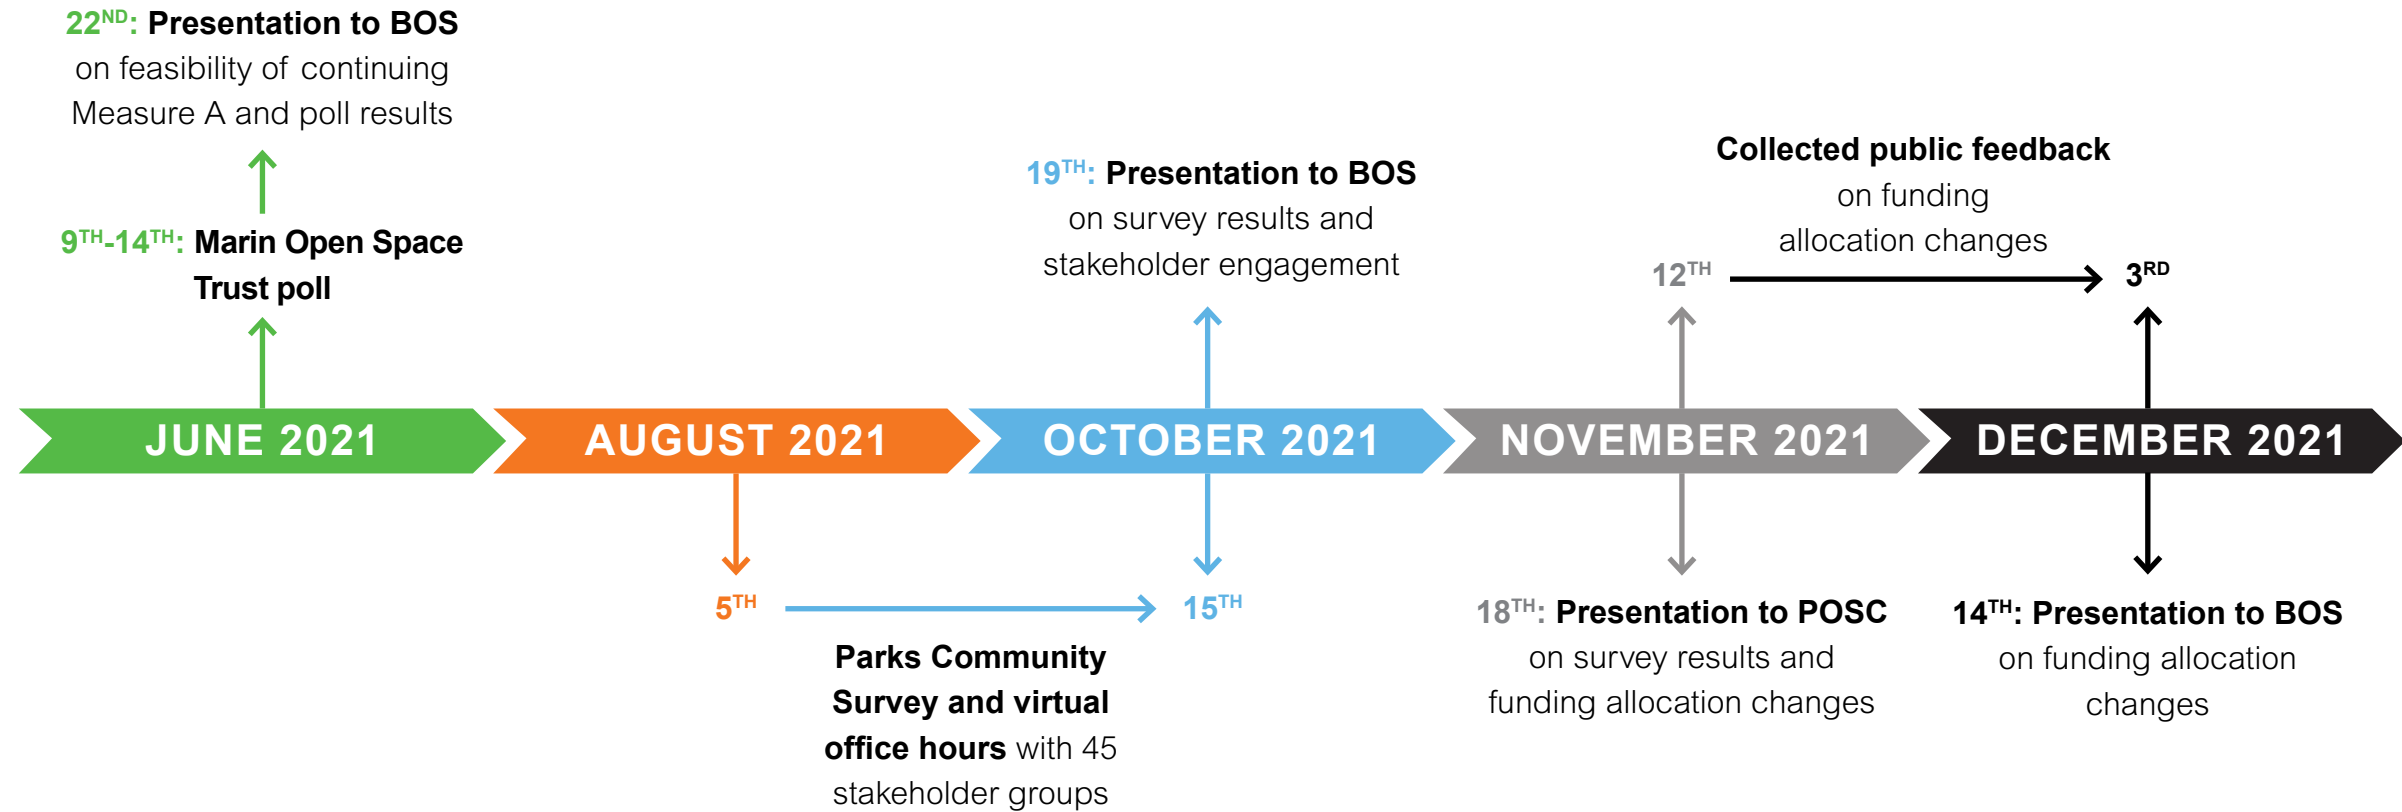 22ND: Presentation to BOS
on feasibility of continuing
Measure A and poll results
9TH-14TH: Marin Open Space
Trust poll
19TH: Presentation to BOS
on survey results and
stakeholder engagement
Collected public feedback
on funding
allocation changes
12TH
3RD
JUNE 2021
AUGUST 2021
OCTOBER 2021
NOVEMBER 2021
DECEMBER 2021
5TH
15TH
Parks Community
Survey and virtual
office hours with 45
stakeholder groups
18TH: Presentation to POSC
on survey results and
funding allocation changes
14TH: Presentation to BOS
on funding allocation
changes